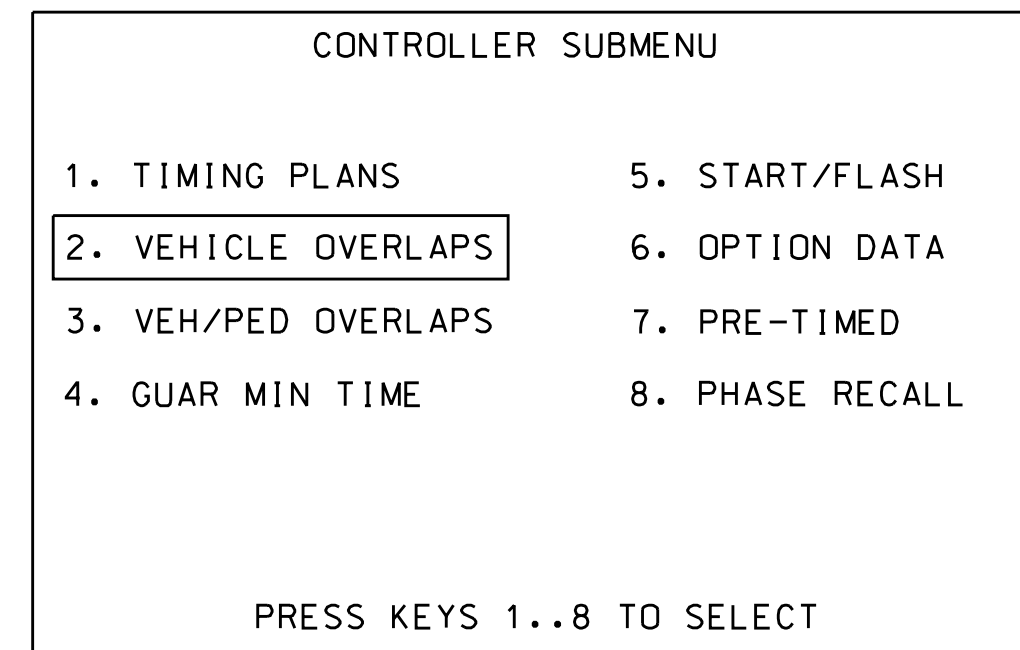 CONTROLLER SUBMENU
1. TIMING PLANS
2. VEHICLE OVERLAPS
3. VEH/PED OVERLAPS
4. GUAR MIN TIME
5. START/FLASH
6. OPTION DATA
7. PRE-TIMED
8. PHASE RECALL
PRESS KEYS 1..8 TO SELECT